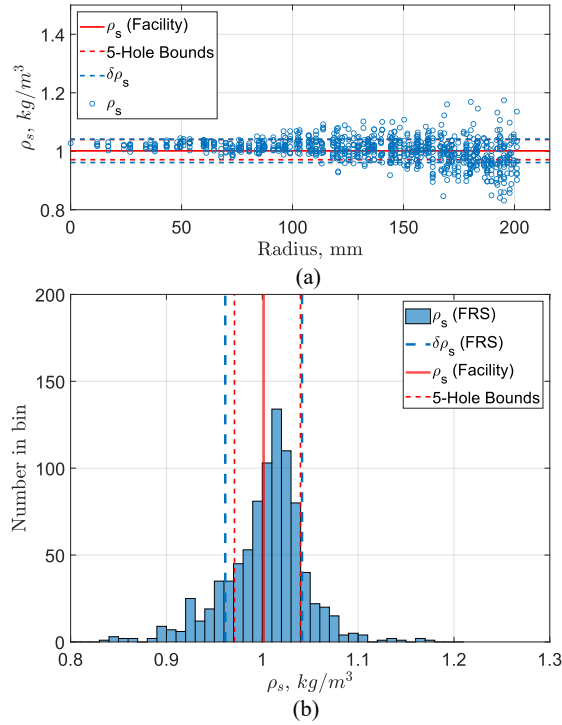 1.4
1.2
1
0.8
ρs, kg/m³
ρs (Facility)
5-Hole Bounds
δρs
ρs
0 50 100 150 200
Radius, mm
(a)
200
150
100
50
0
Number in bin
ρs (FRS)
δρs (FRS)
ρs (Facility)
5-Hole Bounds
0.8 0.9 1 1.1 1.2 1.3
ρs, kg/m³
(b)